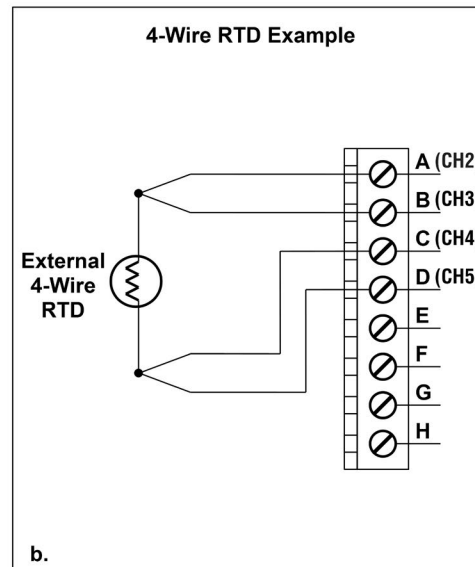 4-Wire RTD Example
A (CH2
B (CH3
C (CH4
D (CH5
E
F
G
H
External
4-Wire
RTD
b.